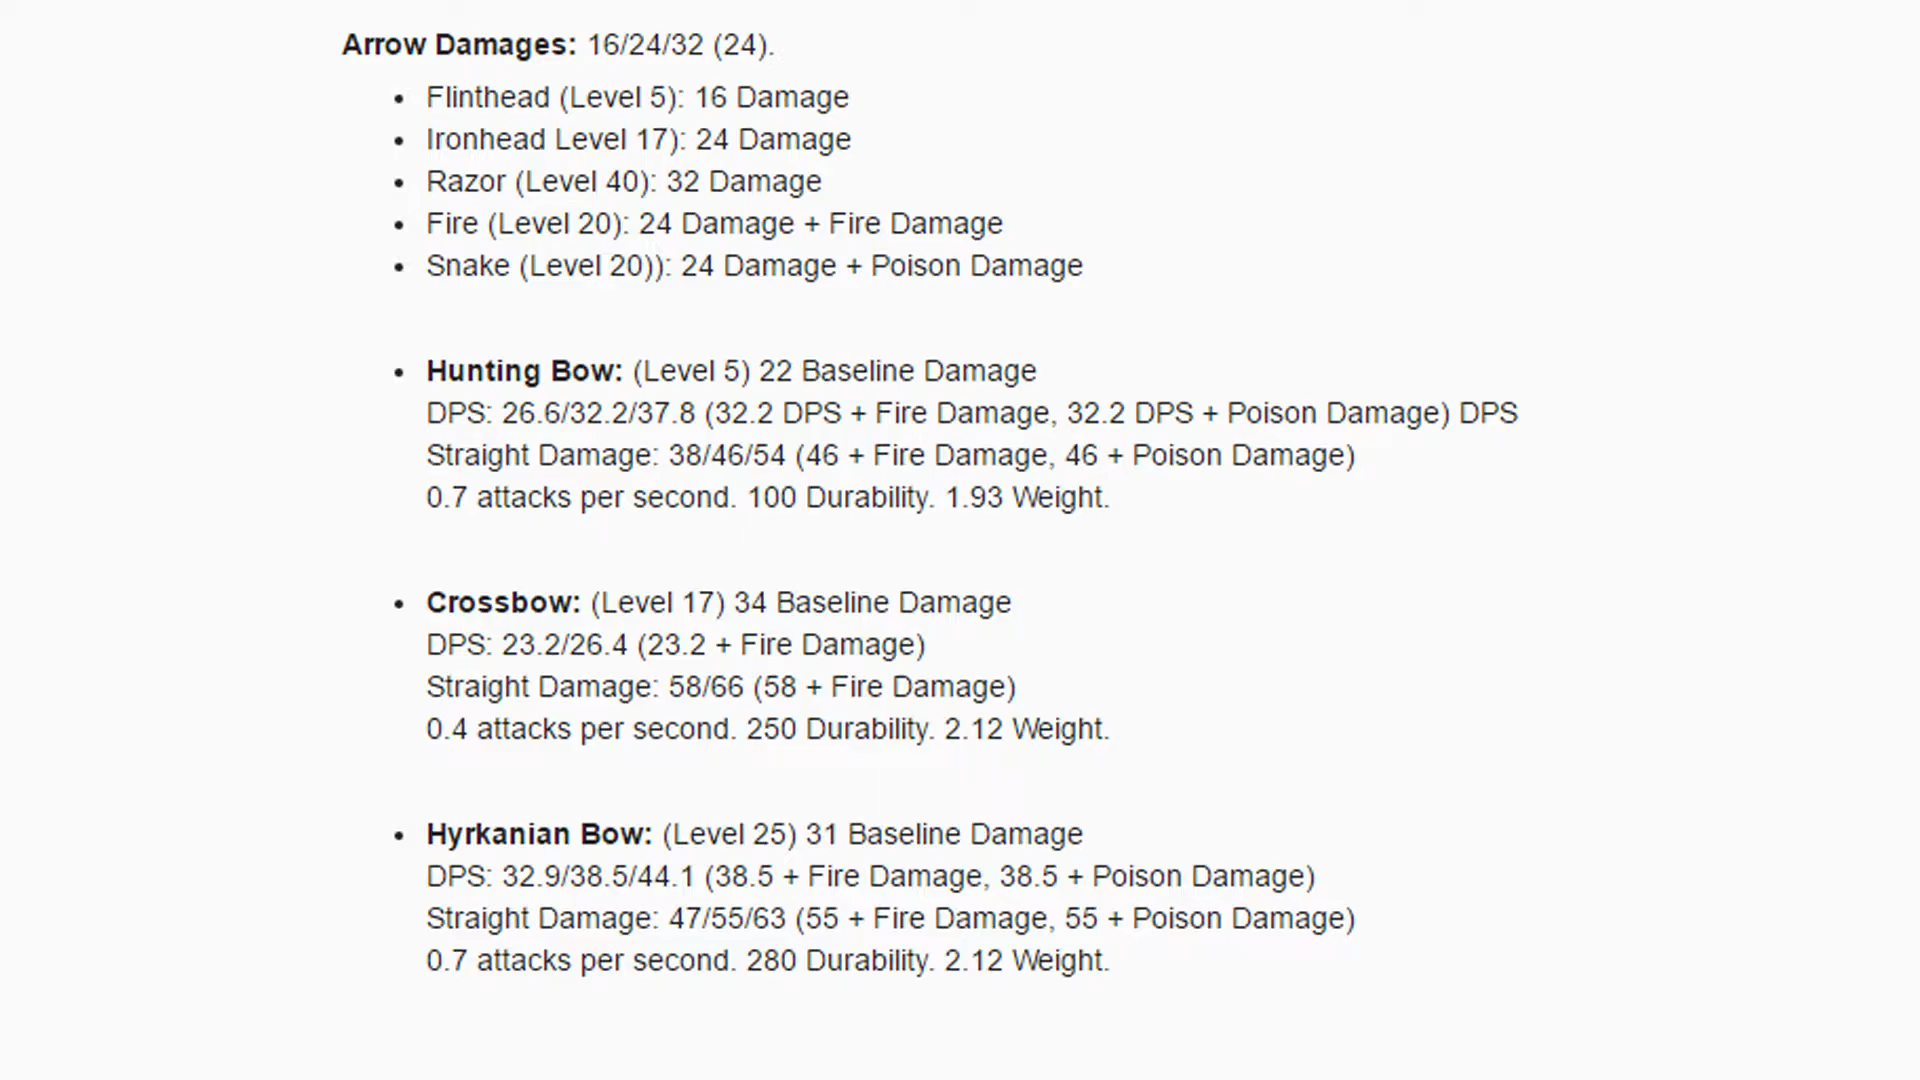 Arrow Damages: 16/24/32 (24).
• Flinthead (Level 5): 16 Damage
• Ironhead Level 17): 24 Damage
• Razor (Level 40): 32 Damage
• Fire (Level 20): 24 Damage + Fire Damage
• Snake (Level 20)): 24 Damage + Poison Damage
• Hunting Bow: (Level 5) 22 Baseline Damage
DPS: 26.6/32.2/37.8 (32.2 DPS + Fire Damage, 32.2 DPS + Poison Damage) DPS
Straight Damage: 38/46/54 (46 + Fire Damage, 46 + Poison Damage)
0.7 attacks per second. 100 Durability. 1.93 Weight.
• Crossbow: (Level 17) 34 Baseline Damage
DPS: 23.2/26.4 (23.2 + Fire Damage)
Straight Damage: 58/66 (58 + Fire Damage)
0.4 attacks per second. 250 Durability. 2.12 Weight.
• Hyrkanian Bow: (Level 25) 31 Baseline Damage
DPS: 32.9/38.5/44.1 (38.5 + Fire Damage, 38.5 + Poison Damage)
Straight Damage: 47/55/63 (55 + Fire Damage, 55 + Poison Damage)
0.7 attacks per second. 280 Durability. 2.12 Weight.